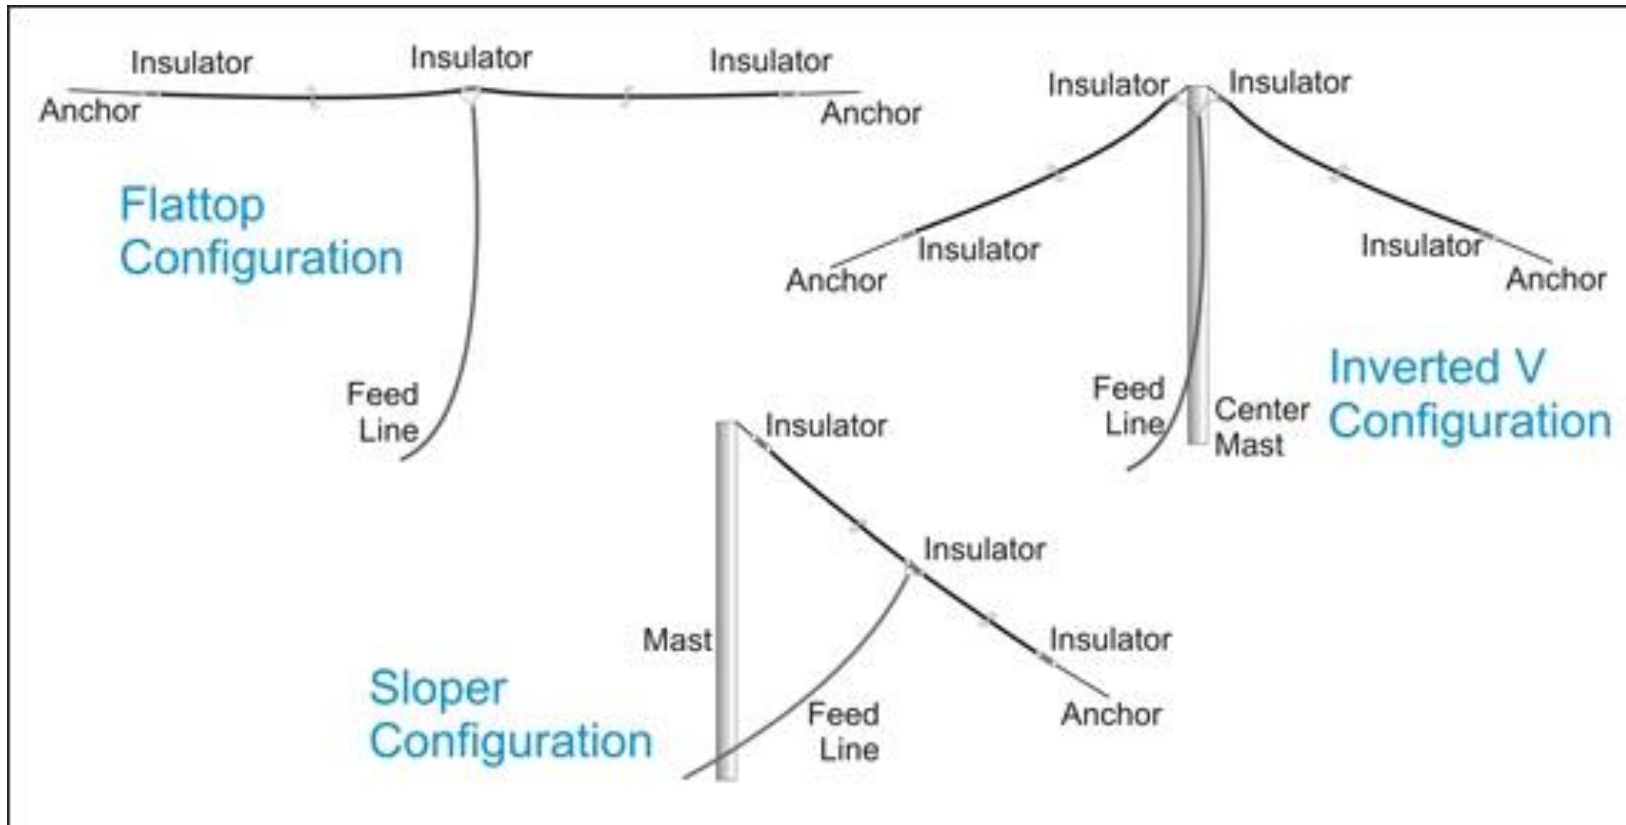 Insulator
Insulator
Insulator
Anchor
Anchor
Flattop
Configuration
Feed
Line
Insulator
Insulator
Insulator
Insulator
Anchor
Anchor
Feed
Line
Center
Mast
Inverted V
Configuration
Insulator
Insulator
Insulator
Mast
Anchor
Feed
Line
Sloper
Configuration